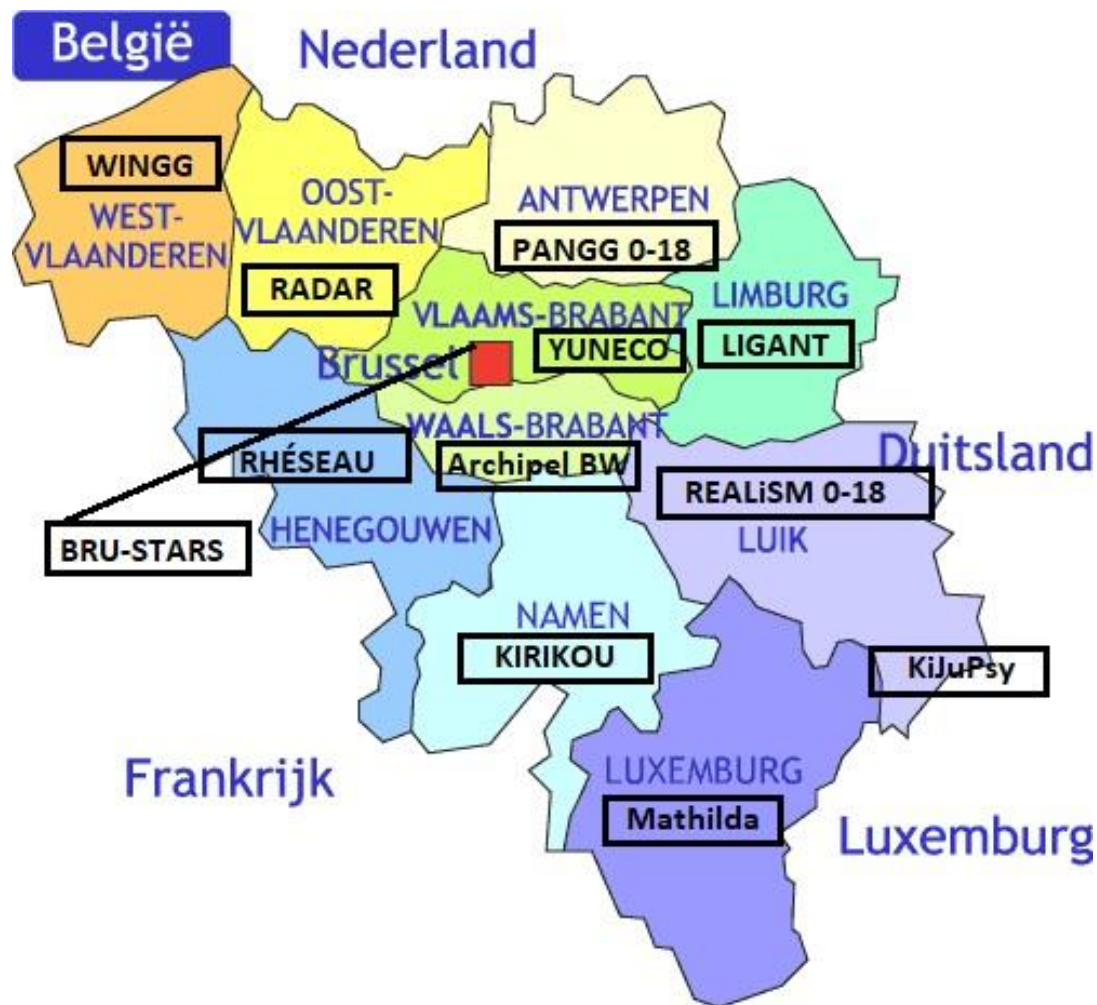 België
Nederland
WINGG
WEST-
VLAANDEREN
OOST-
VLAANDEREN
RADAR
ANTWERPEN
PANGG 0-18
VLAAMS-BRABANT
YUNECO
LIMBURG
LIGANT
Brussel
WAALS-BRABANT
Archipel BW
RHÉSEAU
HENEGOUWEN
BRU-STARS
Duitsland
REALiSM 0-18
LUIK
NAMEN
KIRIKOU
KiJuPsy
Frankrijk
LUXEMBURG
Mathilda
Luxemburg